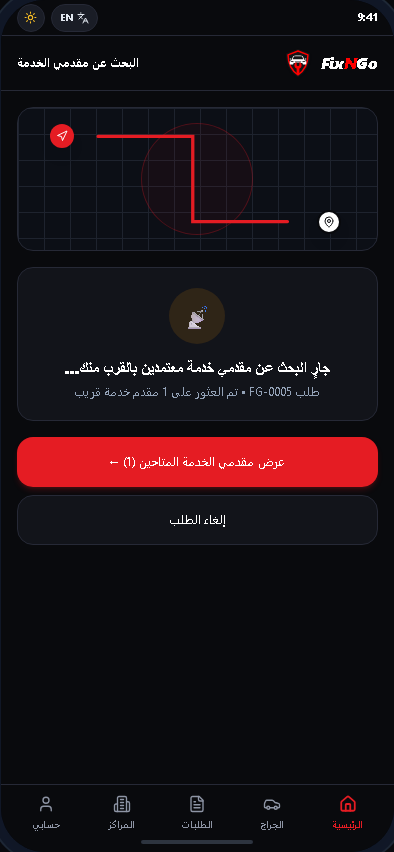 9:41
EN
FixNGo
البحث عن مقدمي الخدمة
جارٍ البحث عن مقدمي خدمة معتمدين بالقرب منك...
طلب FG-0005 • تم العثور على 1 مقدم خدمة قريب
عرض مقدمي الخدمة المتاحين (1) ←
إلغاء الطلب
الرئيسية
الجراج
الطلبات
المراكز
حسابي